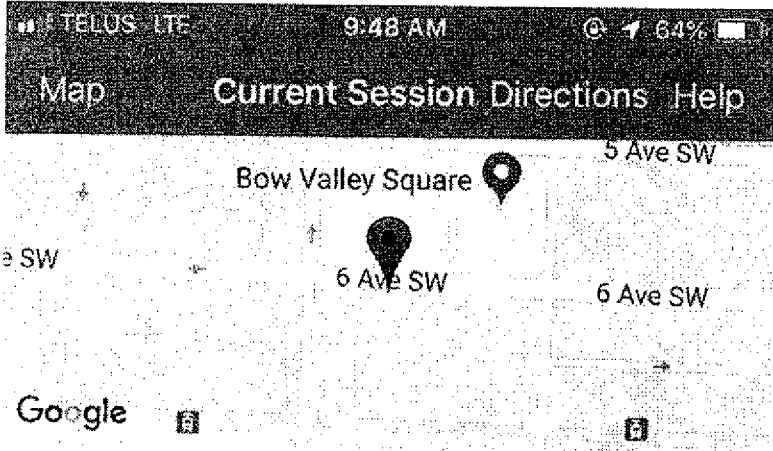 TELUS LTE 9:48 AM 64%
Map Current Session Directions Help
5 Ave SW
Bow Valley Square
e SW
6 Ave SW
6 Ave SW
Google